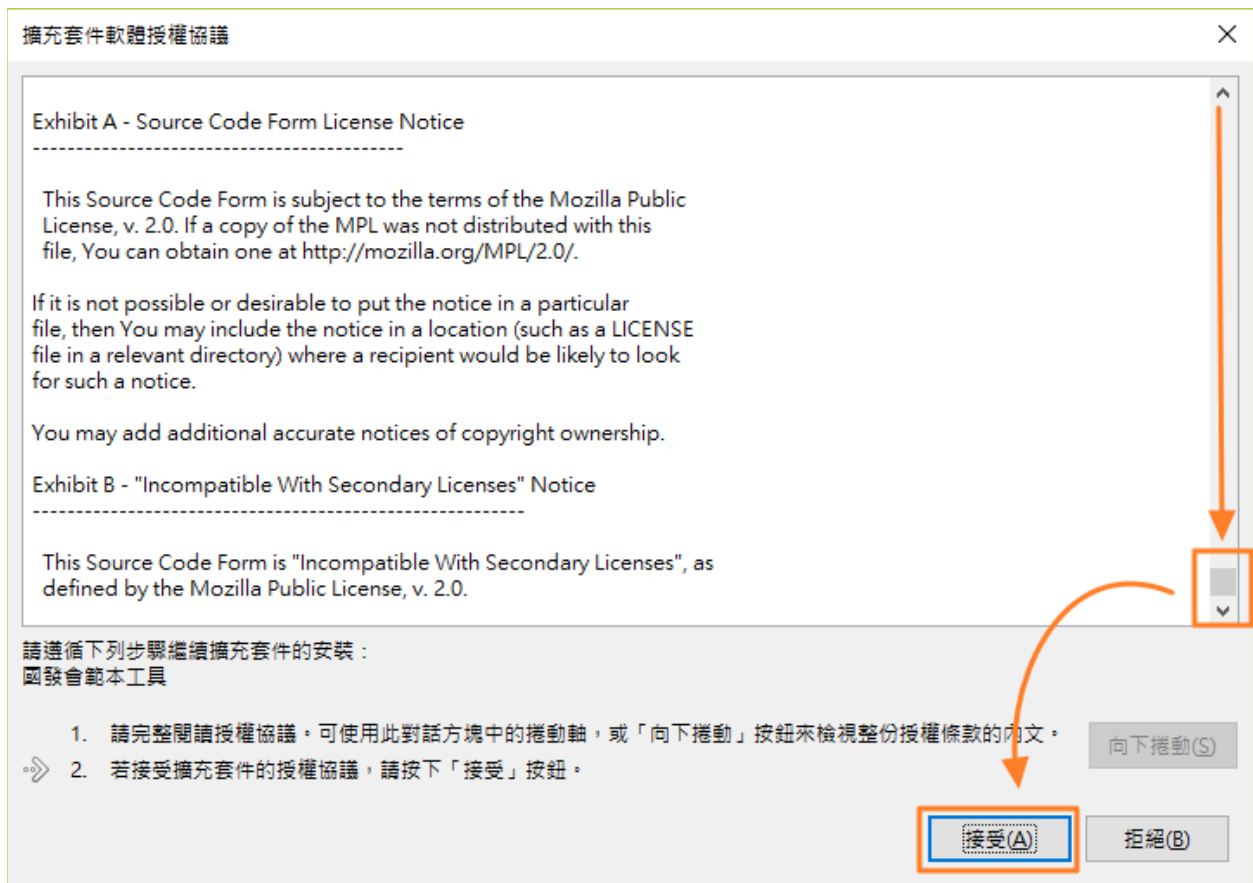 擴充套件軟體授權協議
Exhibit A - Source Code Form License Notice
-------------------------------------------
This Source Code Form is subject to the terms of the Mozilla Public
License, v. 2.0. If a copy of the MPL was not distributed with this
file, You can obtain one at http://mozilla.org/MPL/2.0/.
If it is not possible or desirable to put the notice in a particular
file, then You may include the notice in a location (such as a LICENSE
file in a relevant directory) where a recipient would be likely to look
for such a notice.
You may add additional accurate notices of copyright ownership.
Exhibit B - "Incompatible With Secondary Licenses" Notice
---------------------------------------------------------
This Source Code Form is "Incompatible With Secondary Licenses", as
defined by the Mozilla Public License, v. 2.0.
請遵循下列步驟繼續擴充套件的安裝：
國發會範本工具
1. 請完整閱讀授權協議。可使用此對話方塊中的捲動軸，或「向下捲動」按鈕來檢視整份授權條款的內文。
向下捲動(S)
2. 若接受擴充套件的授權協議，請按下「接受」按鈕。
接受(A)
拒絕(B)